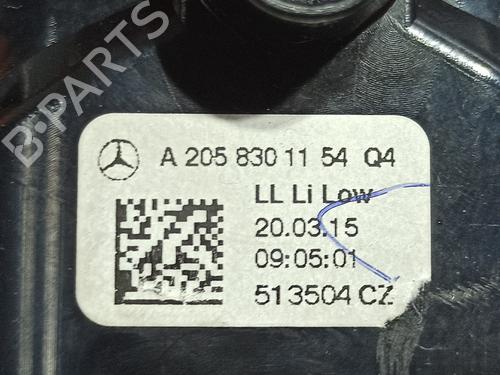 B-PARTS
A 205 830 11 54 Q4
LL Li Low
20.03.15
09:05:01
513504 CZ